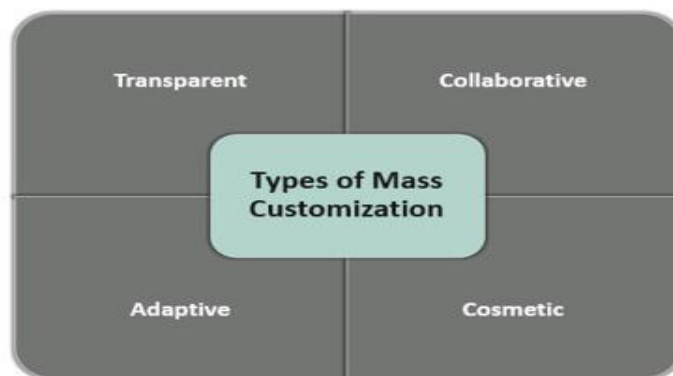 Transparent
Collaborative
Types of Mass
Customization
Adaptive
Cosmetic